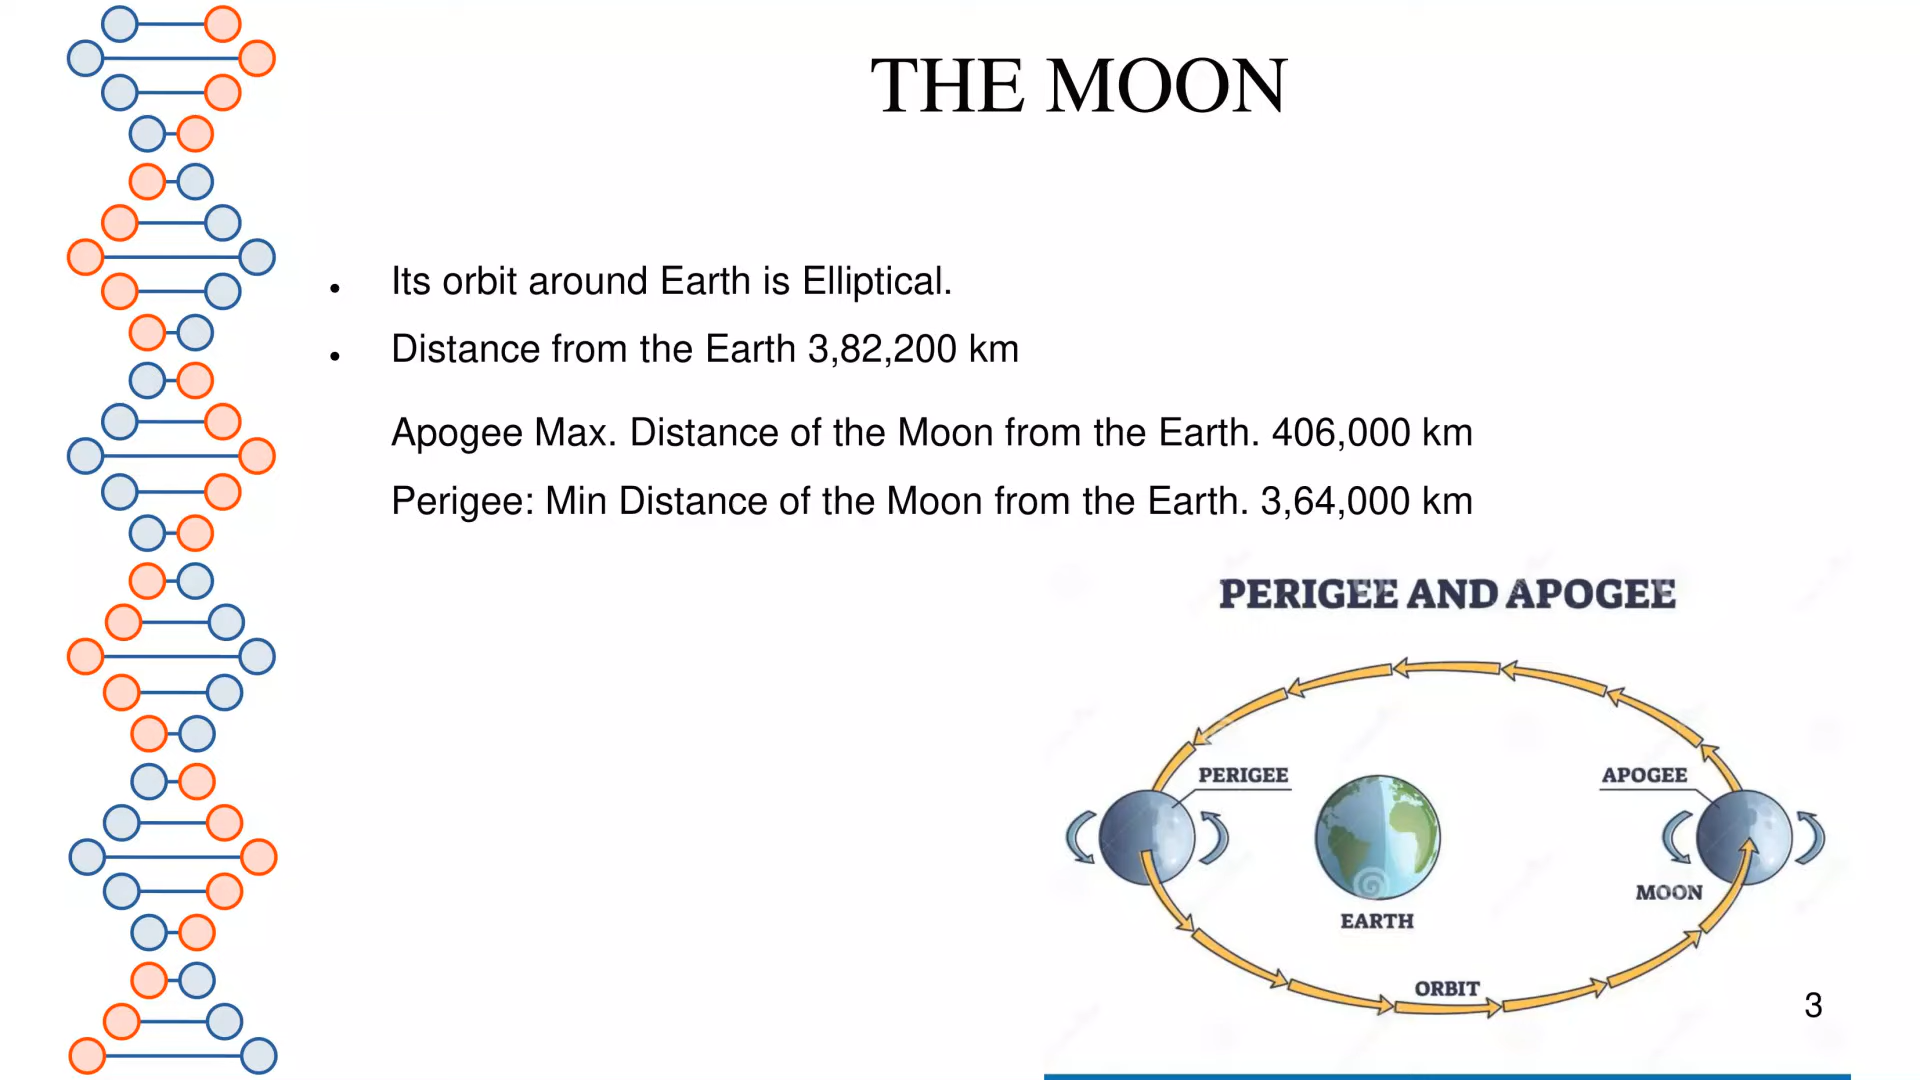 THE MOON
• Its orbit around Earth is Elliptical.
• Distance from the Earth 3,82,200 km
Apogee Max. Distance of the Moon from the Earth. 406,000 km
Perigee: Min Distance of the Moon from the Earth. 3,64,000 km
PERIGEE AND APOGEE
PERIGEE
APOGEE
MOON
EARTH
ORBIT
3